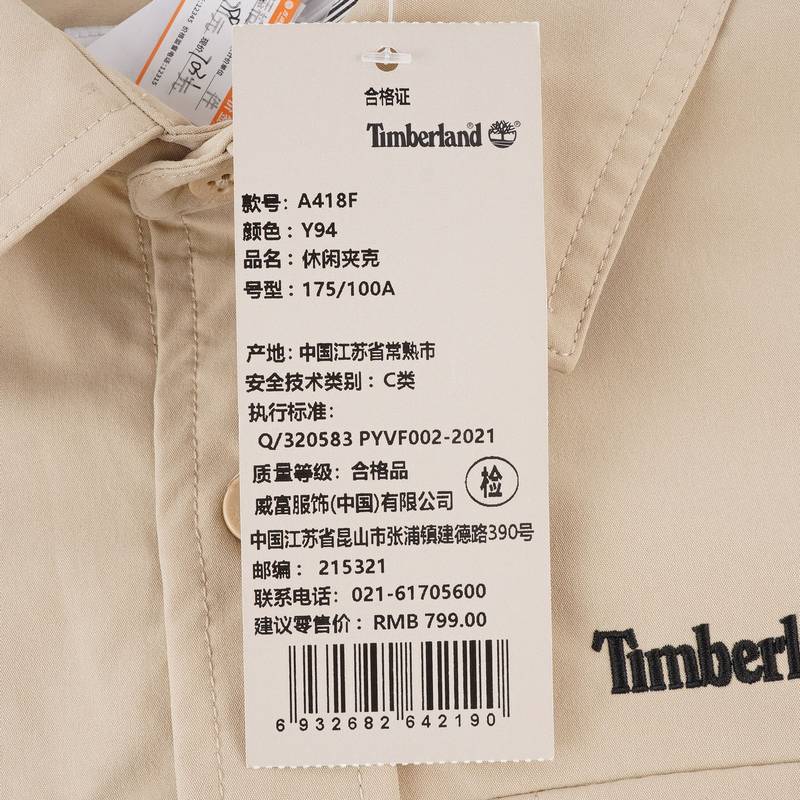 合格证
Timberland®
款号：A418F
颜色：Y94
品名：休闲夹克
号型：175/100A
产地：中国江苏省常熟市
安全技术类别：C类
执行标准：
Q/320583 PYVF002-2021
质量等级：合格品
检
威富服饰(中国)有限公司
中国江苏省昆山市张浦镇建德路390号
邮编： 215321
联系电话： 021-61705600
建议零售价：RMB 799.00
6 932682 642190
Timberl